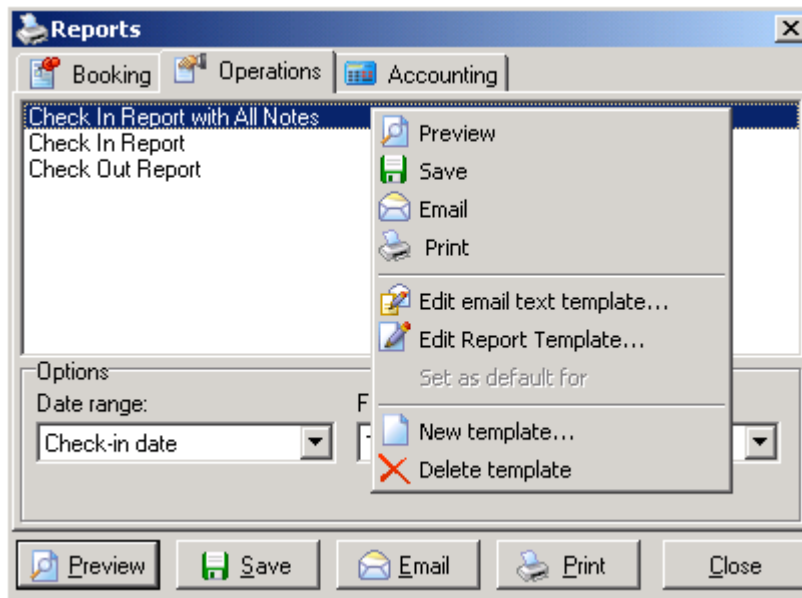 Reports
Booking Operations Accounting
Check In Report with All Notes
Check In Report
Check Out Report
Preview
Save
Email
Print
Edit email text template...
Edit Report Template...
Set as default for
New template...
Delete template
Options
Date range:
F
Check-in date
Preview Save Email Print Close